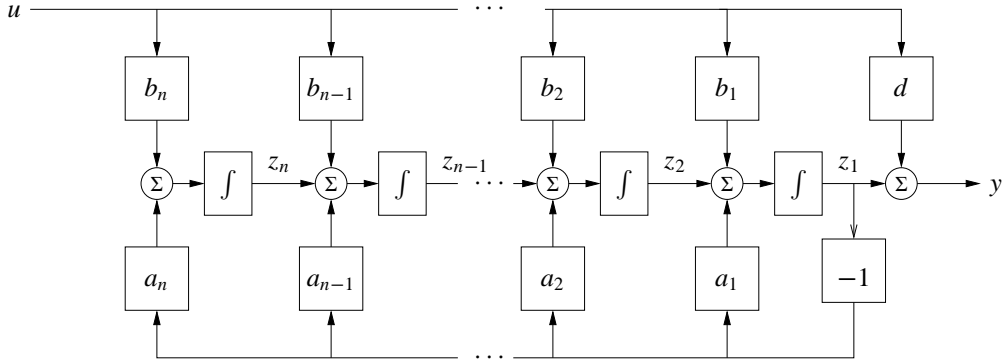 u ···
b_n b_{n−1} b_2 b_1 d
Σ ∫ z_n Σ ∫ z_{n−1} ··· Σ ∫ z_2 Σ ∫ z_1 Σ y
a_n a_{n−1} a_2 a_1 −1
···